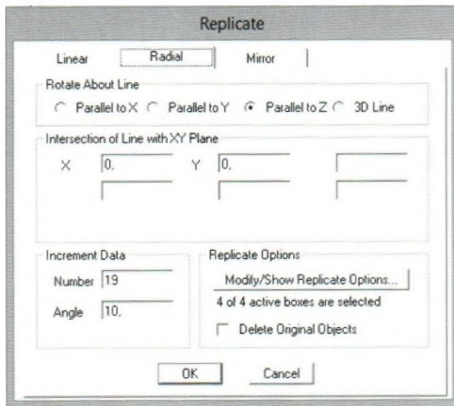 Replicate
Linear Radial Mirror
Rotate About Line
Parallel to X Parallel to Y Parallel to Z 3D Line
Intersection of Line with XY Plane
X 0, Y 0,
Increment Data
Number 19
Angle 10,
Replicate Options
Modify/Show Replicate Options...
4 of 4 active boxes are selected
Delete Original Objects
OK Cancel